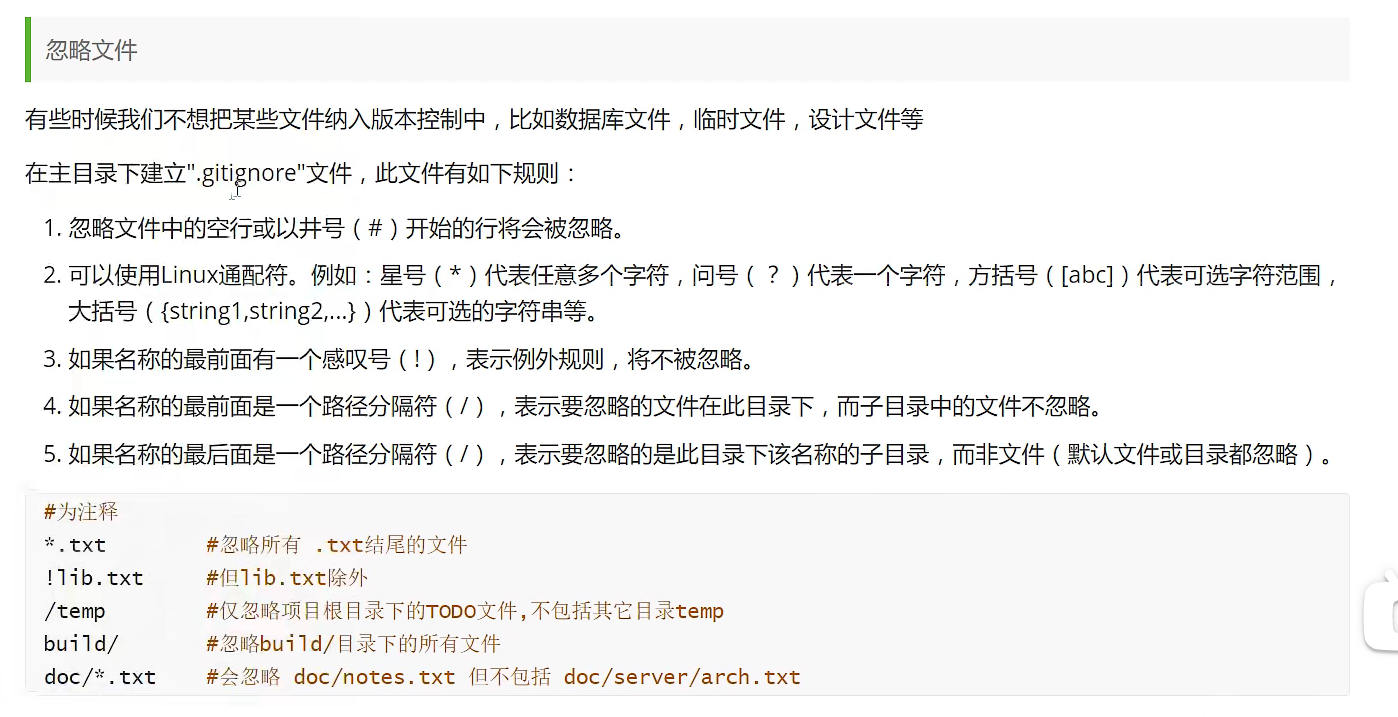 忽略文件
有些时候我们不想把某些文件纳入版本控制中，比如数据库文件，临时文件，设计文件等
在主目录下建立".gitignore"文件，此文件有如下规则：
1. 忽略文件中的空行或以井号（#）开始的行将会被忽略。
2. 可以使用Linux通配符。例如：星号（*）代表任意多个字符，问号（？）代表一个字符，方括号（[abc]）代表可选字符范围，
大括号（{string1,string2,...}）代表可选的字符串等。
3. 如果名称的最前面有一个感叹号（!），表示例外规则，将不被忽略。
4. 如果名称的最前面是一个路径分隔符（/），表示要忽略的文件在此目录下，而子目录中的文件不忽略。
5. 如果名称的最后面是一个路径分隔符（/），表示要忽略的是此目录下该名称的子目录，而非文件（默认文件或目录都忽略）。
#为注释
*.txt #忽略所有 .txt结尾的文件
!lib.txt #但lib.txt除外
/temp #仅忽略项目根目录下的TODO文件,不包括其它目录temp
build/ #忽略build/目录下的所有文件
doc/*.txt #会忽略 doc/notes.txt 但不包括 doc/server/arch.txt